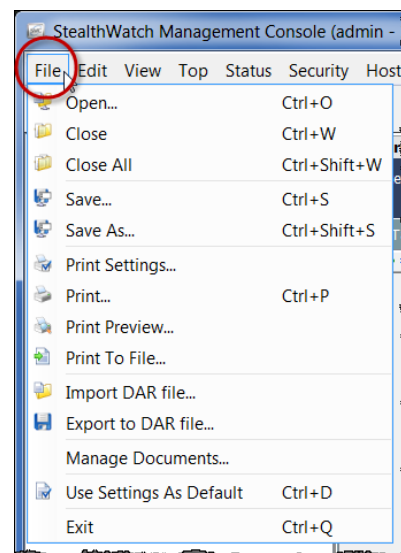 StealthWatch Management Console (admin -
File Edit View Top Status Security Host
Open... Ctrl+O
Close Ctrl+W
Close All Ctrl+Shift+W
Save... Ctrl+S
Save As... Ctrl+Shift+S
Print Settings...
Print... Ctrl+P
Print Preview...
Print To File...
Import DAR file...
Export to DAR file...
Manage Documents...
Use Settings As Default Ctrl+D
Exit Ctrl+Q